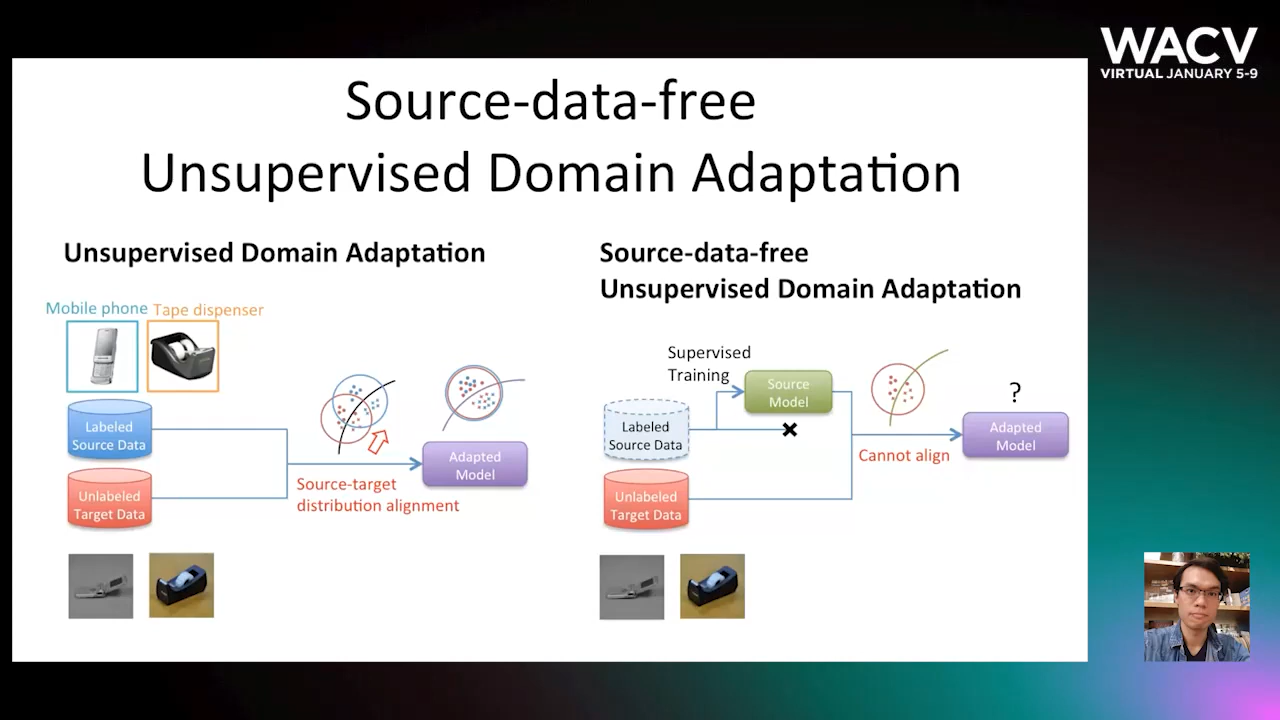 WACV
VIRTUAL JANUARY 5-9
Source-data-free
Unsupervised Domain Adaptation
Unsupervised Domain Adaptation
Mobile phone Tape dispenser
Labeled
Source Data
Unlabeled
Target Data
Source-target
distribution alignment
Adapted
Model
Source-data-free
Unsupervised Domain Adaptation
Supervised
Training
Source
Model
Labeled
Source Data
Unlabeled
Target Data
Cannot align
?
Adapted
Model